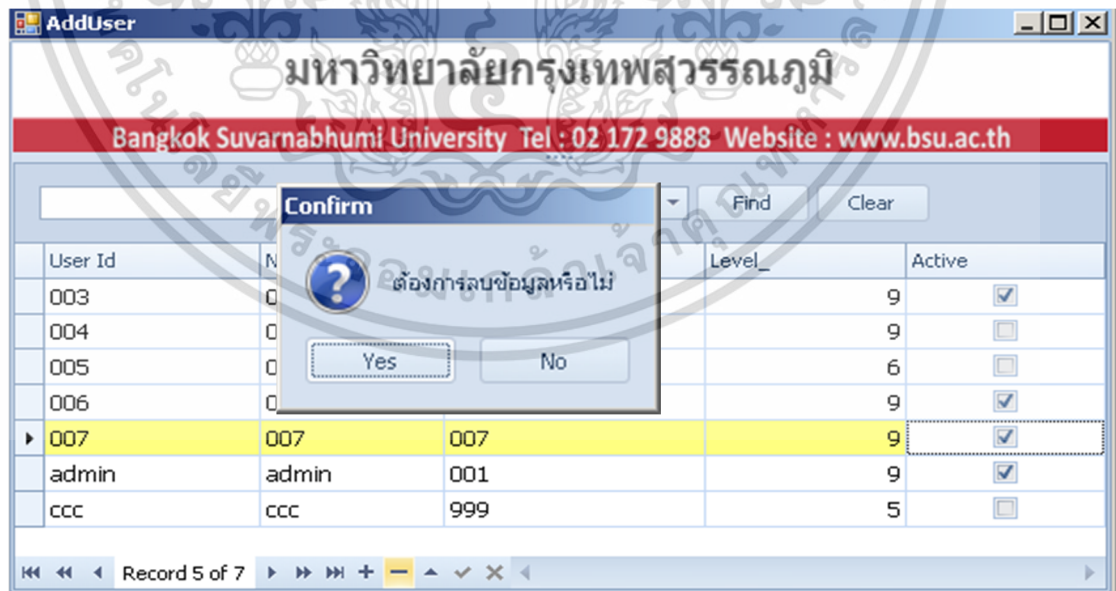 AddUser
มหาวิทยาลัยกรุงเทพสุวรรณภูมิ
Bangkok Suvarnabhumi University Tel : 02 172 9888 Website : www.bsu.ac.th
Find Clear
Confirm
ต้องการลบข้อมูลหรือไม่
Yes No
User Id N Level_ Active
003 0 9
004 0 9
005 0 6
006 0 9
007 007 007 9
admin admin 001 9
ccc ccc 999 5
Record 5 of 7